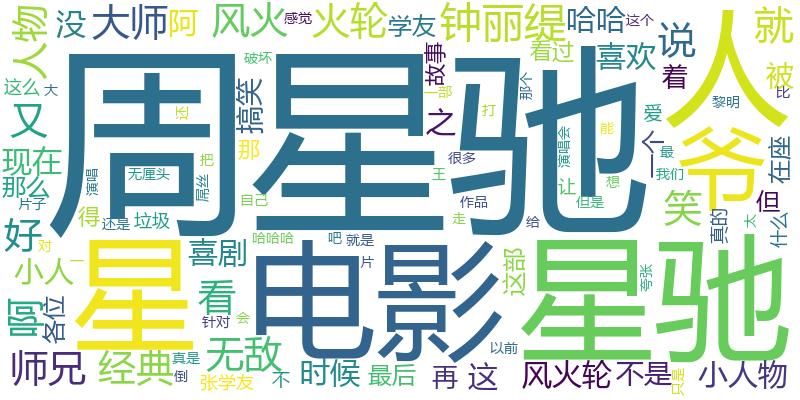 人物
没
大师
阿
风火
火轮
感觉
学友
钟丽缇
哈哈
这个
说
人
就
这么
大
破坏
搞笑
故事
看过
喜欢
着
被
比
又
周星驰
还
一部
打
那个
之
爱
黎明
现在
那
爷
能
一个
最
在座
那么
演唱
无厘头
把
很多
演唱会
我们
片子
屌丝
自己
王
作品
让
想
笑
但
好
得
还是
垃圾
走
给
但是
真的
太
什么
对
一
星
喜剧
哈哈哈
吧
就是
片
电影
这部
星驰
夸张
小人
啊
各位
看
针对
会
以前
师兄
经典
真是
倒
无敌
张学友
不
时候
最后
再
这
风火轮
不是
只是
小人物